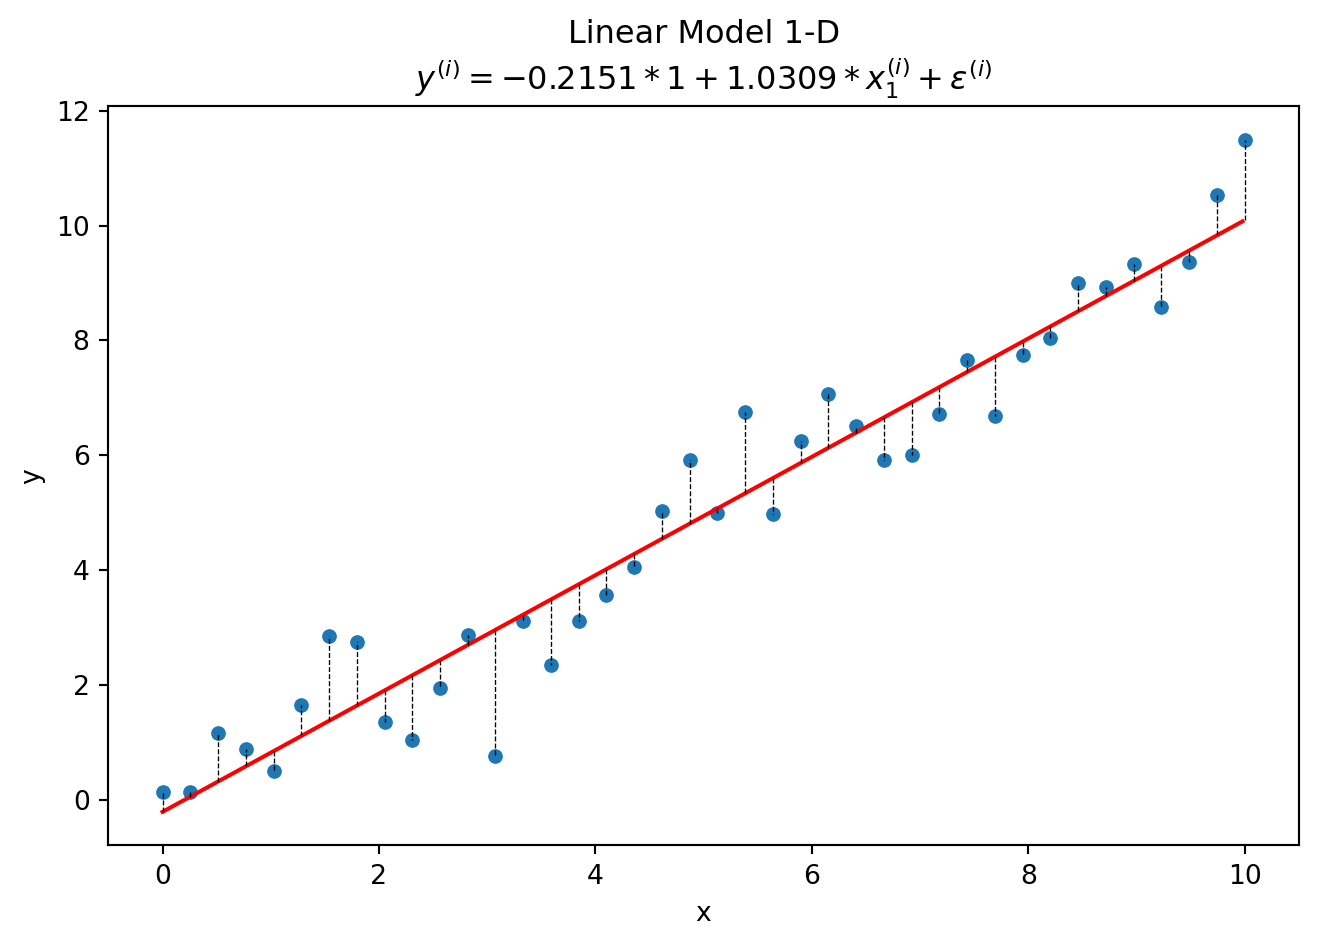 Linear Model 1-D
y^{(i)} = −0.2151 * 1 + 1.0309 * x_1^{(i)} + ε^{(i)}
12
10
8
6
4
2
0
y
0 2 4 6 8 10
x